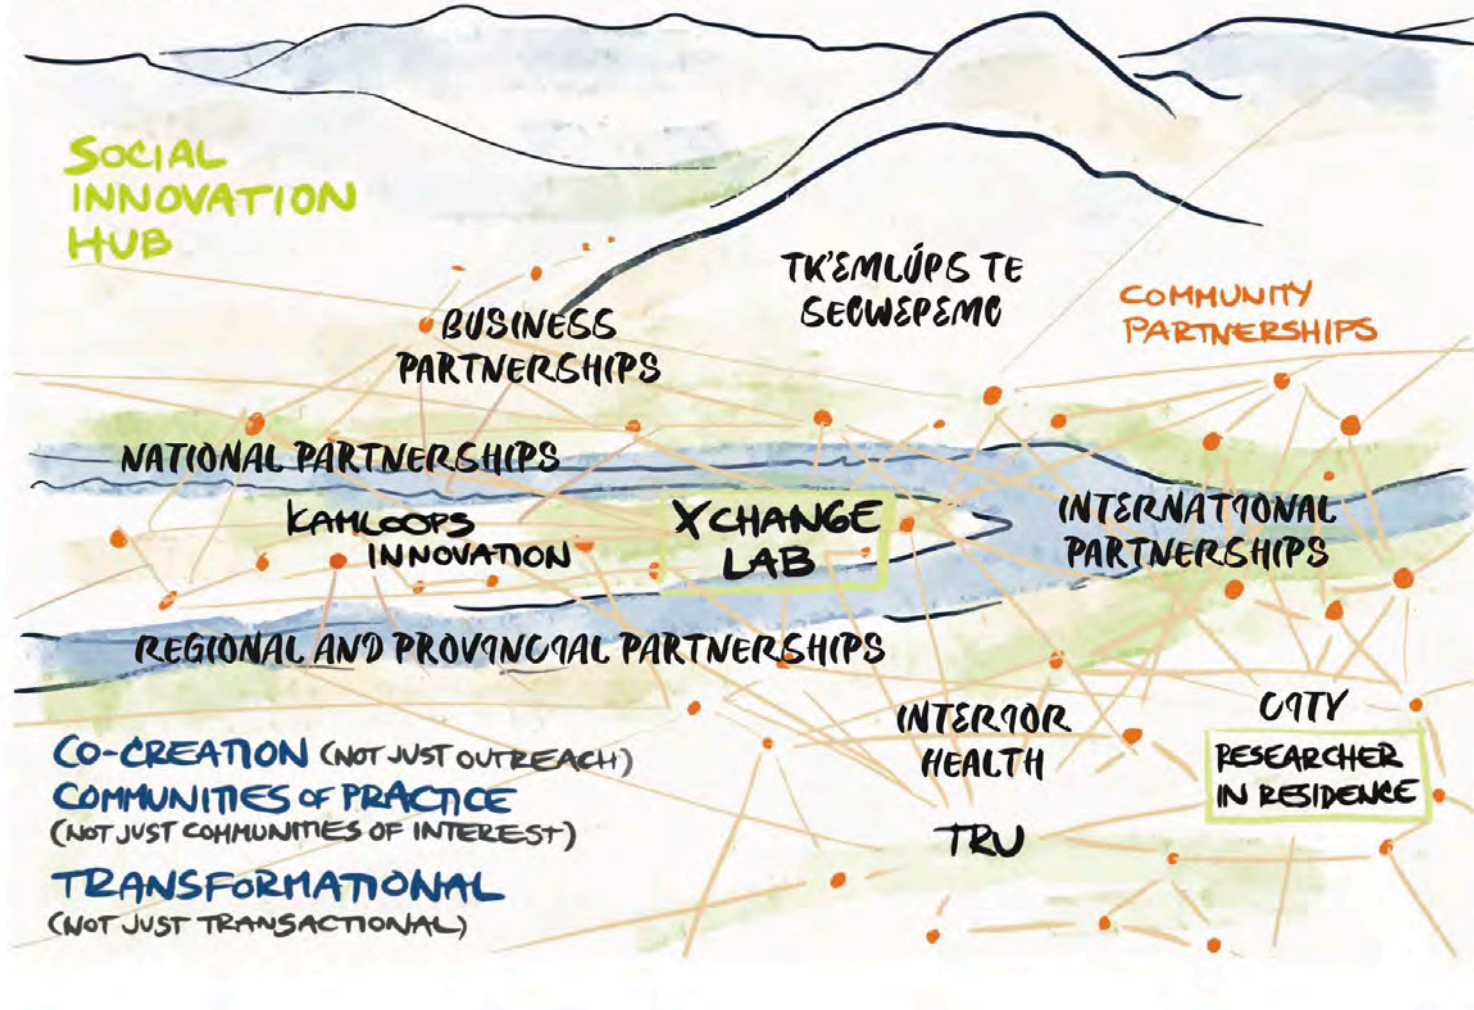 SOCIAL
INNOVATION
HUB
TK'EMLÚPS TE
SECWEPEMC
COMMUNITY
PARTNERSHIPS
BUSINESS
PARTNERSHIPS
NATIONAL PARTNERSHIPS
KAMLOOPS
INNOVATION
XCHANGE
LAB
INTERNATIONAL
PARTNERSHIPS
REGIONAL AND PROVINCIAL PARTNERSHIPS
INTERIOR
HEALTH
CITY
RESEARCHER
IN RESIDENCE
TRU
CO-CREATION (NOT JUST OUTREACH)
COMMUNITIES OF PRACTICE
(NOT JUST COMMUNITIES OF INTEREST)
TRANSFORMATIONAL
(NOT JUST TRANSACTIONAL)